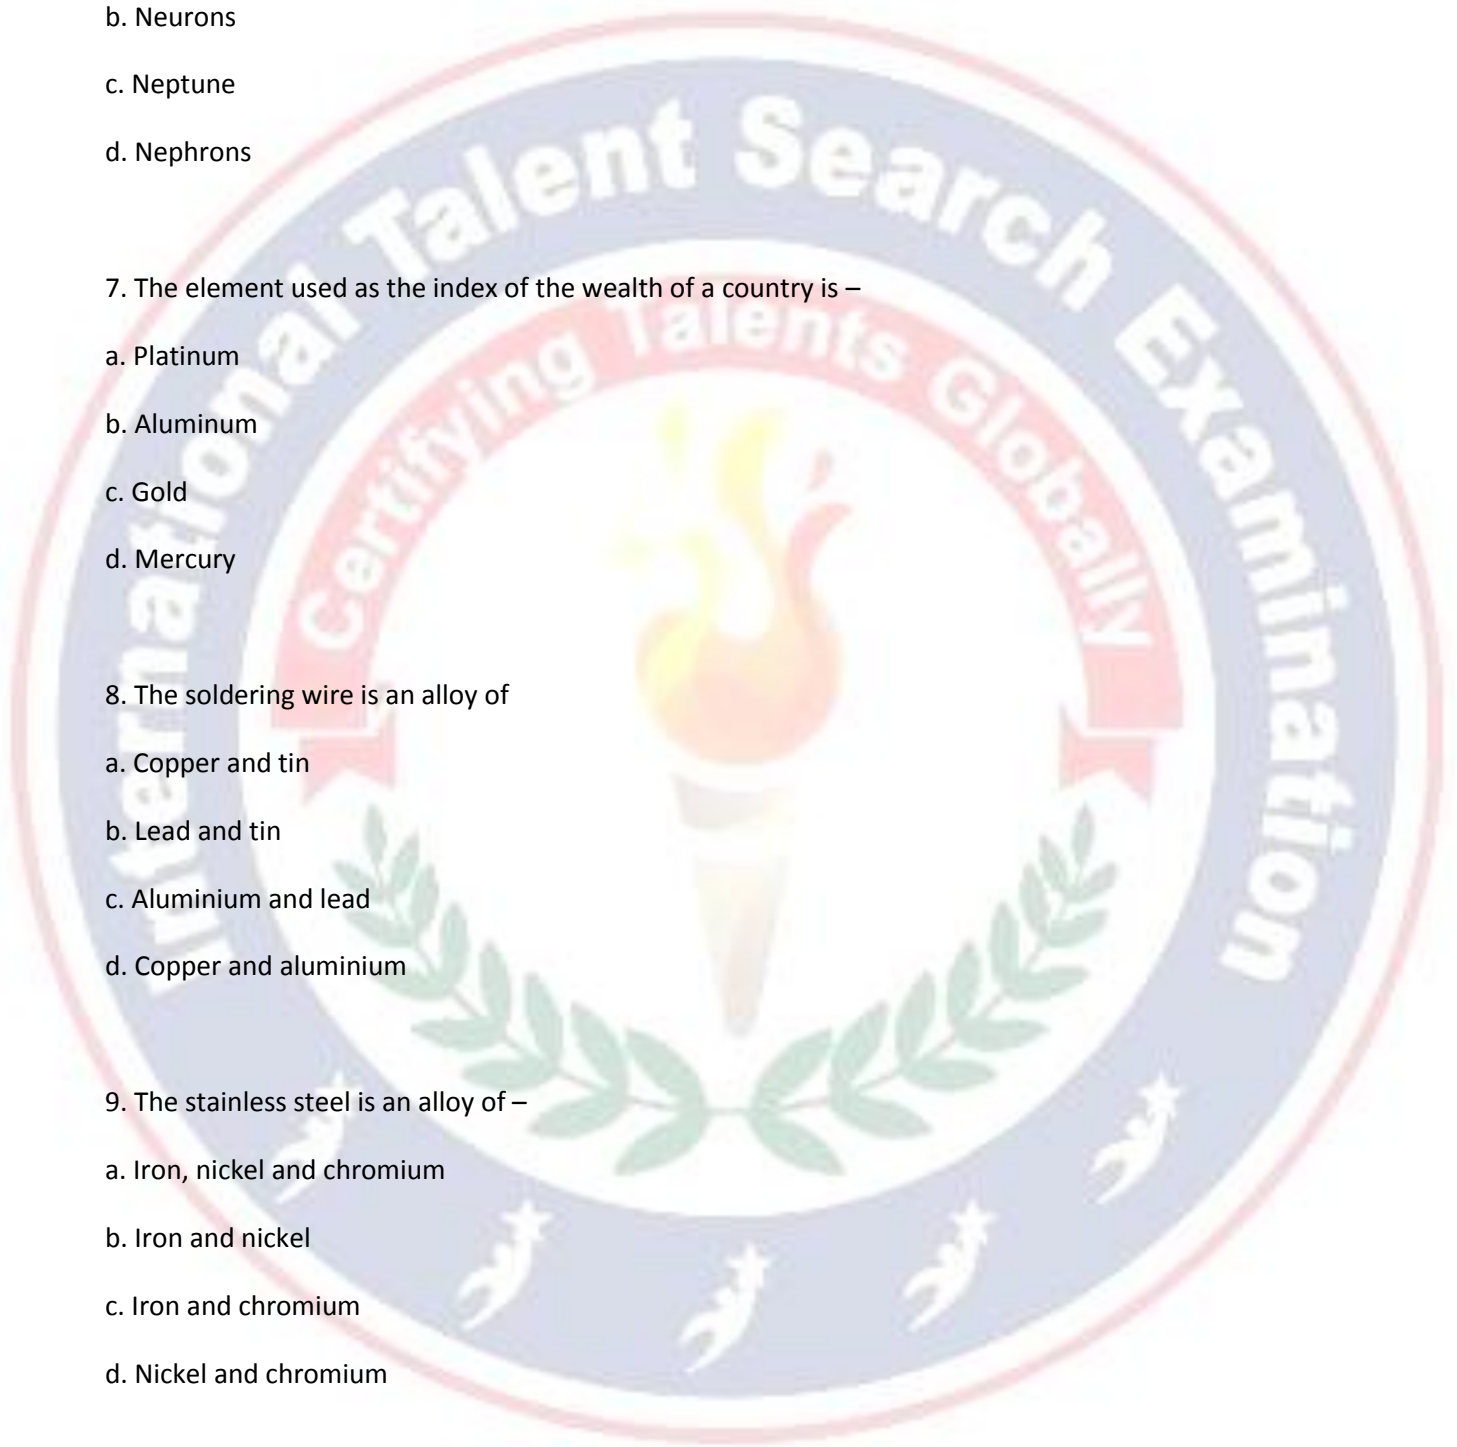 b. Neurons
c. Neptune
d. Nephrons
International Talent Search Examination
Certifying Talents Globally
7. The element used as the index of the wealth of a country is –
a. Platinum
b. Aluminum
c. Gold
d. Mercury
8. The soldering wire is an alloy of
a. Copper and tin
b. Lead and tin
c. Aluminium and lead
d. Copper and aluminium
9. The stainless steel is an alloy of –
a. Iron, nickel and chromium
b. Iron and nickel
c. Iron and chromium
d. Nickel and chromium